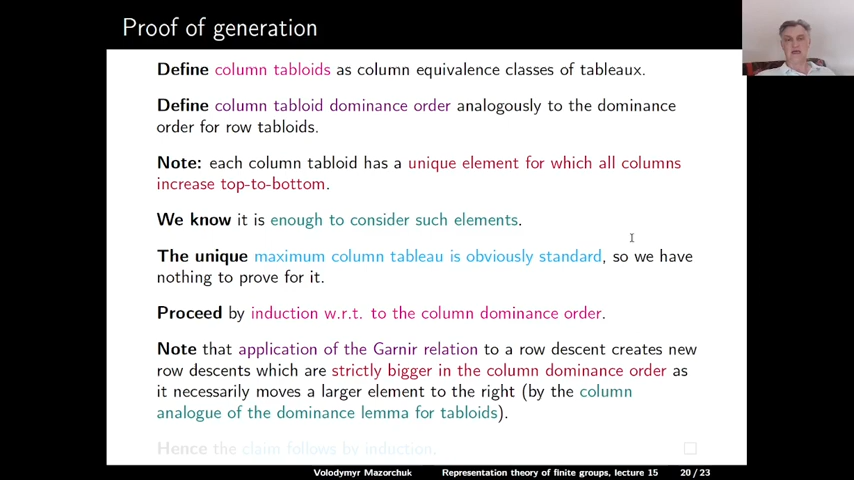 Proof of generation
Define column tabloids as column equivalence classes of tableaux.
Define column tabloid dominance order analogously to the dominance
order for row tabloids.
Note: each column tabloid has a unique element for which all columns
increase top-to-bottom.
We know it is enough to consider such elements.
The unique maximum column tableau is obviously standard, so we have
nothing to prove for it.
Proceed by induction w.r.t. to the column dominance order.
Note that application of the Garnir relation to a row descent creates new
row descents which are strictly bigger in the column dominance order as
it necessarily moves a larger element to the right (by the column
analogue of the dominance lemma for tabloids).
Hence the claim follows by induction.
Volodymyr Mazorchuk Representation theory of finite groups, lecture 15 20/23